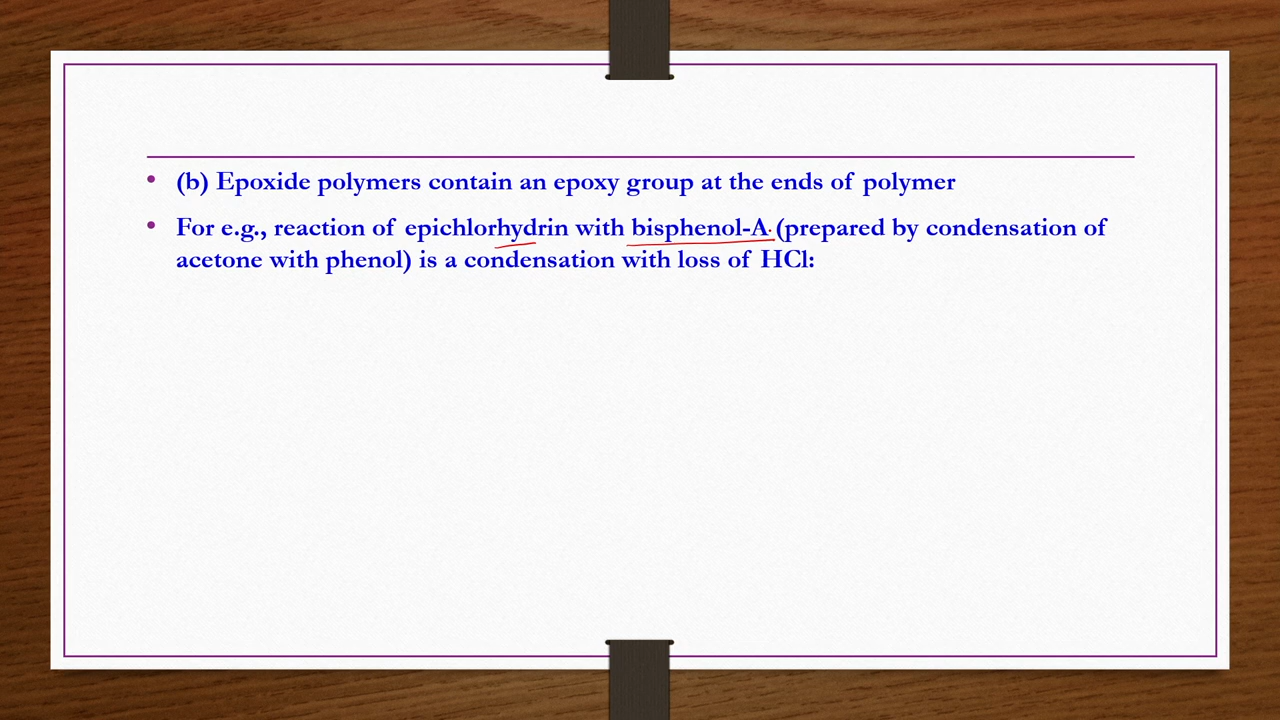 • (b) Epoxide polymers contain an epoxy group at the ends of polymer
• For e.g., reaction of epichlorhydrin with bisphenol-A (prepared by condensation of
acetone with phenol) is a condensation with loss of HCl: